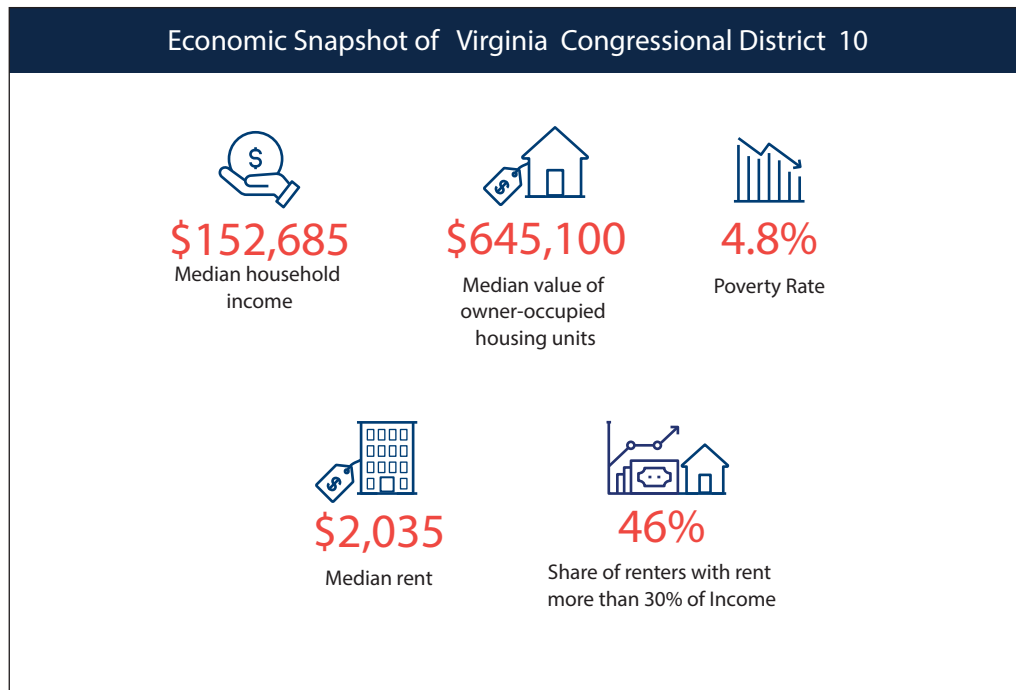 Economic Snapshot of Virginia Congressional District 10
$
$
$152,685
Median household
income
$645,100
Median value of
owner-occupied
housing units
4.8%
Poverty Rate
$
$2,035
Median rent
46%
Share of renters with rent
more than 30% of Income